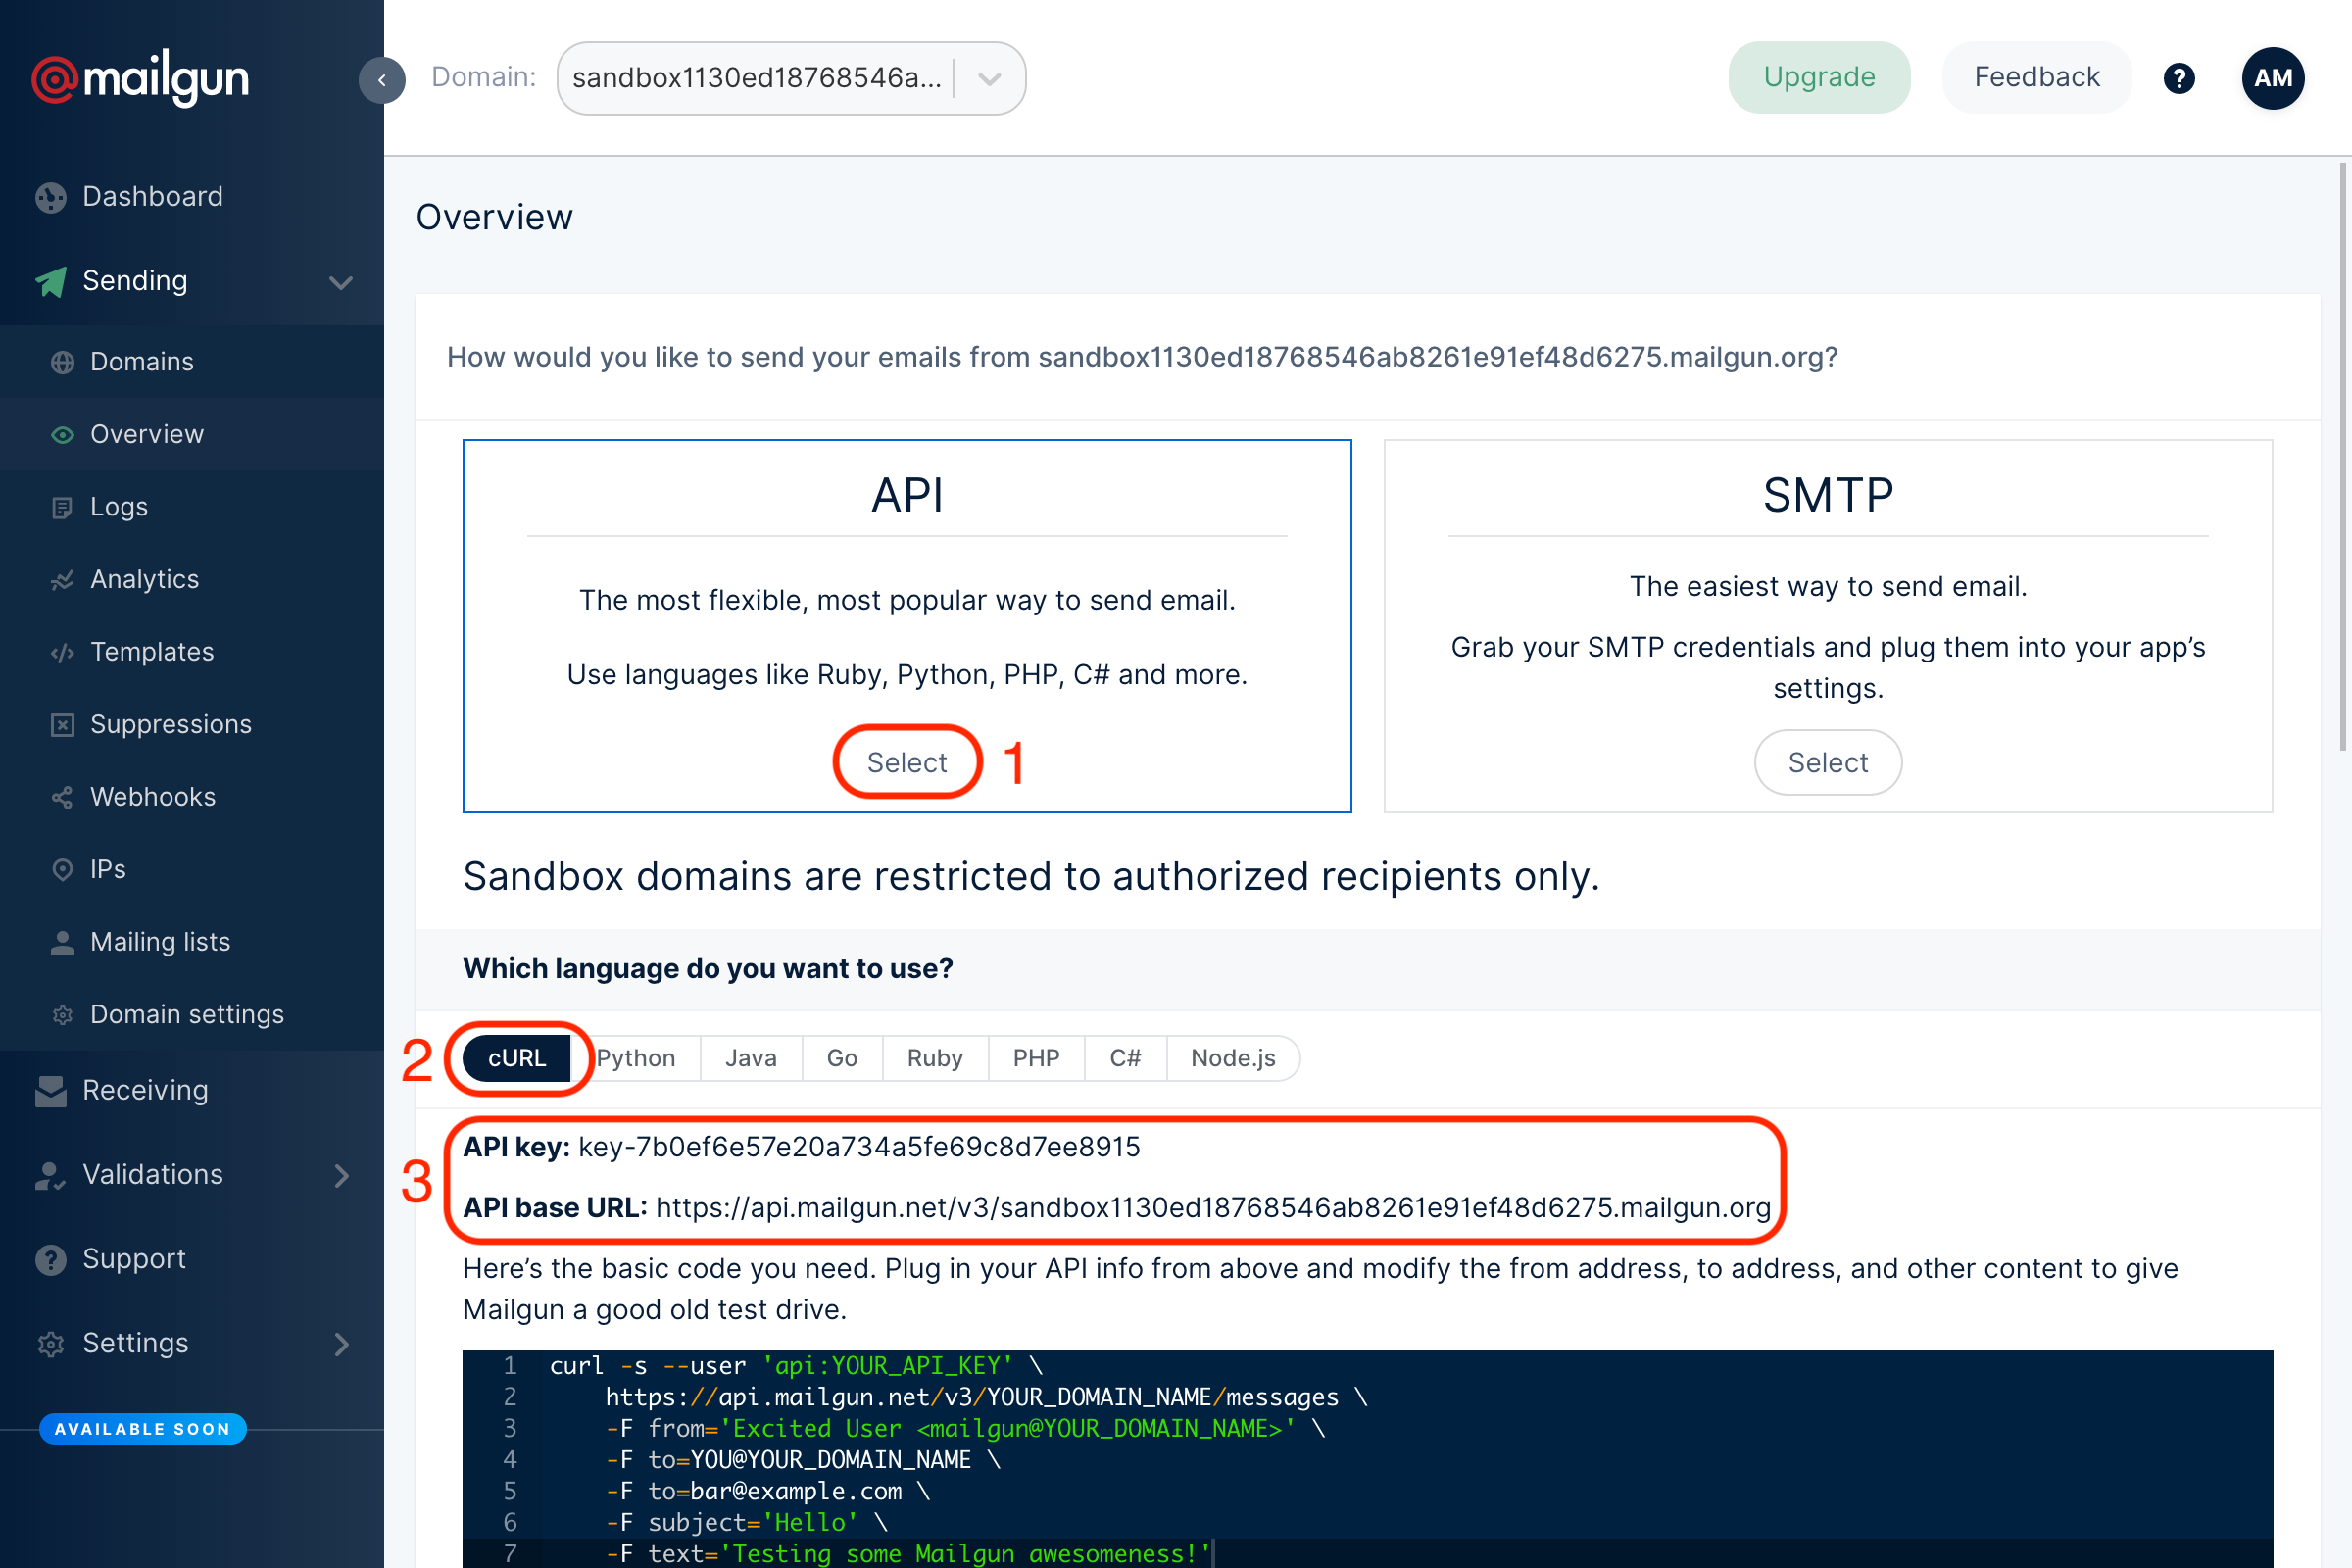 mailgun
Domain: sandbox1130ed18768546a...
Upgrade
Feedback
?
AM
Dashboard
Sending
Domains
Overview
Logs
Analytics
Templates
Suppressions
Webhooks
IPs
Mailing lists
Domain settings
Receiving
Validations
Support
Settings
AVAILABLE SOON
Overview
How would you like to send your emails from sandbox1130ed18768546ab8261e91ef48d6275.mailgun.org?
API
The most flexible, most popular way to send email.
Use languages like Ruby, Python, PHP, C# and more.
Select
1
SMTP
The easiest way to send email.
Grab your SMTP credentials and plug them into your app’s
settings.
Select
Sandbox domains are restricted to authorized recipients only.
Which language do you want to use?
2
cURL
Python
Java
Go
Ruby
PHP
C#
Node.js
3
API key: key-7b0ef6e57e20a734a5fe69c8d7ee8915
API base URL: https://api.mailgun.net/v3/sandbox1130ed18768546ab8261e91ef48d6275.mailgun.org
Here’s the basic code you need. Plug in your API info from above and modify the from address, to address, and other content to give
Mailgun a good old test drive.
1 curl -s --user 'api:YOUR_API_KEY' \
2 https://api.mailgun.net/v3/YOUR_DOMAIN_NAME/messages \
3 -F from='Excited User <mailgun@YOUR_DOMAIN_NAME>' \
4 -F to=YOU@YOUR_DOMAIN_NAME \
5 -F to=bar@example.com \
6 -F subject='Hello' \
7 -F text='Testing some Mailgun awesomeness!'